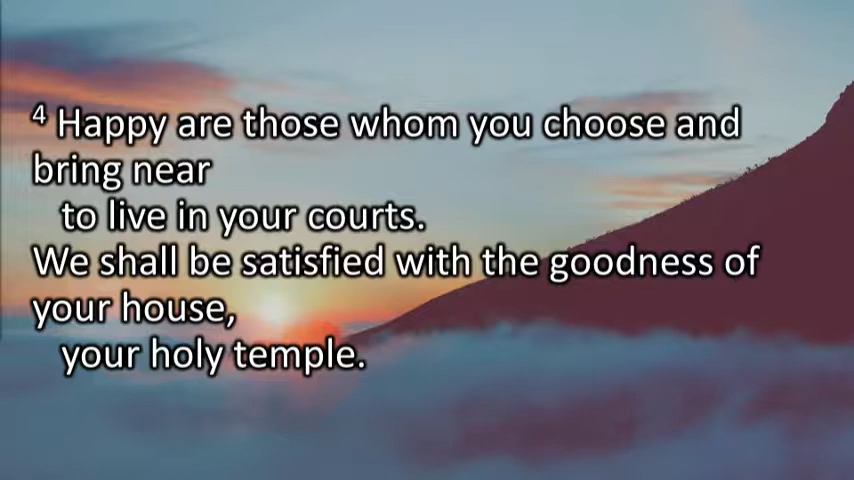 4 Happy are those whom you choose and
bring near
to live in your courts.
We shall be satisfied with the goodness of
your house,
your holy temple.